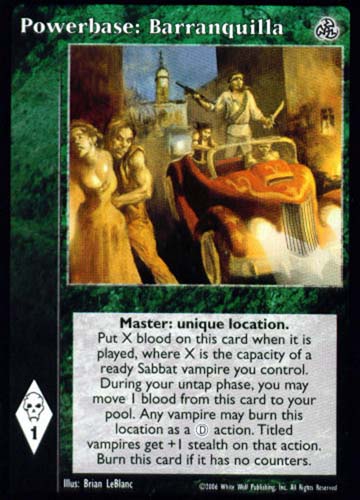 Powerbase: Barranquilla
Master: unique location.
Put X blood on this card when it is
played, where X is the capacity of a
ready Sabbat vampire you control.
During your untap phase, you may
move 1 blood from this card to your
pool. Any vampire may burn this
location as a Ⓓ action. Titled
vampires get +1 stealth on that action.
Burn this card if it has no counters.
1
Illus: Brian LeBlanc ©2006 White Wolf Publishing, Inc. All Rights Reserved.